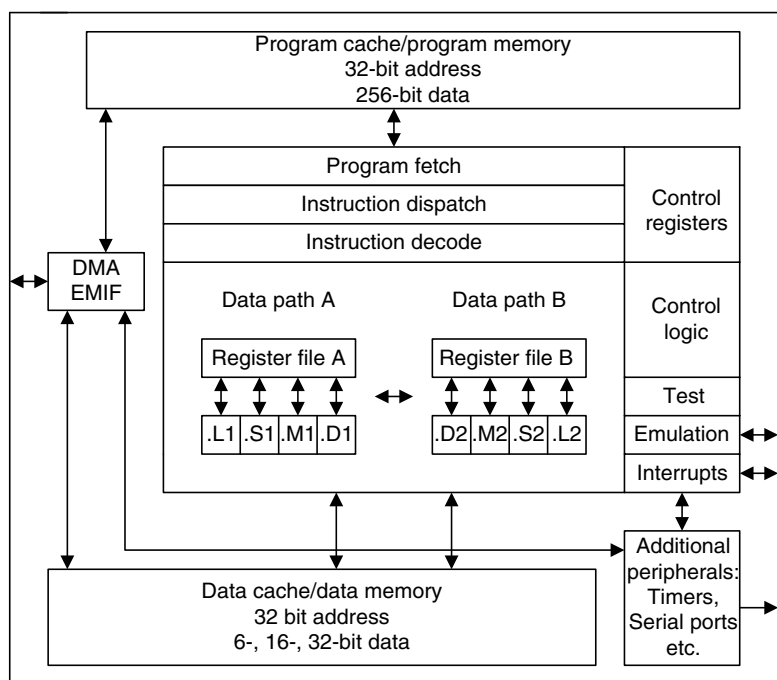 Program cache/program memory
32-bit address
256-bit data
Program fetch
Instruction dispatch
Instruction decode
Control
registers
DMA
EMIF
Data path A
Data path B
Control
logic
Register file A
Register file B
Test
.L1 .S1 .M1 .D1
.D2 .M2 .S2 .L2
Emulation
Interrupts
Data cache/data memory
32 bit address
6-, 16-, 32-bit data
Additional
peripherals:
Timers,
Serial ports
etc.